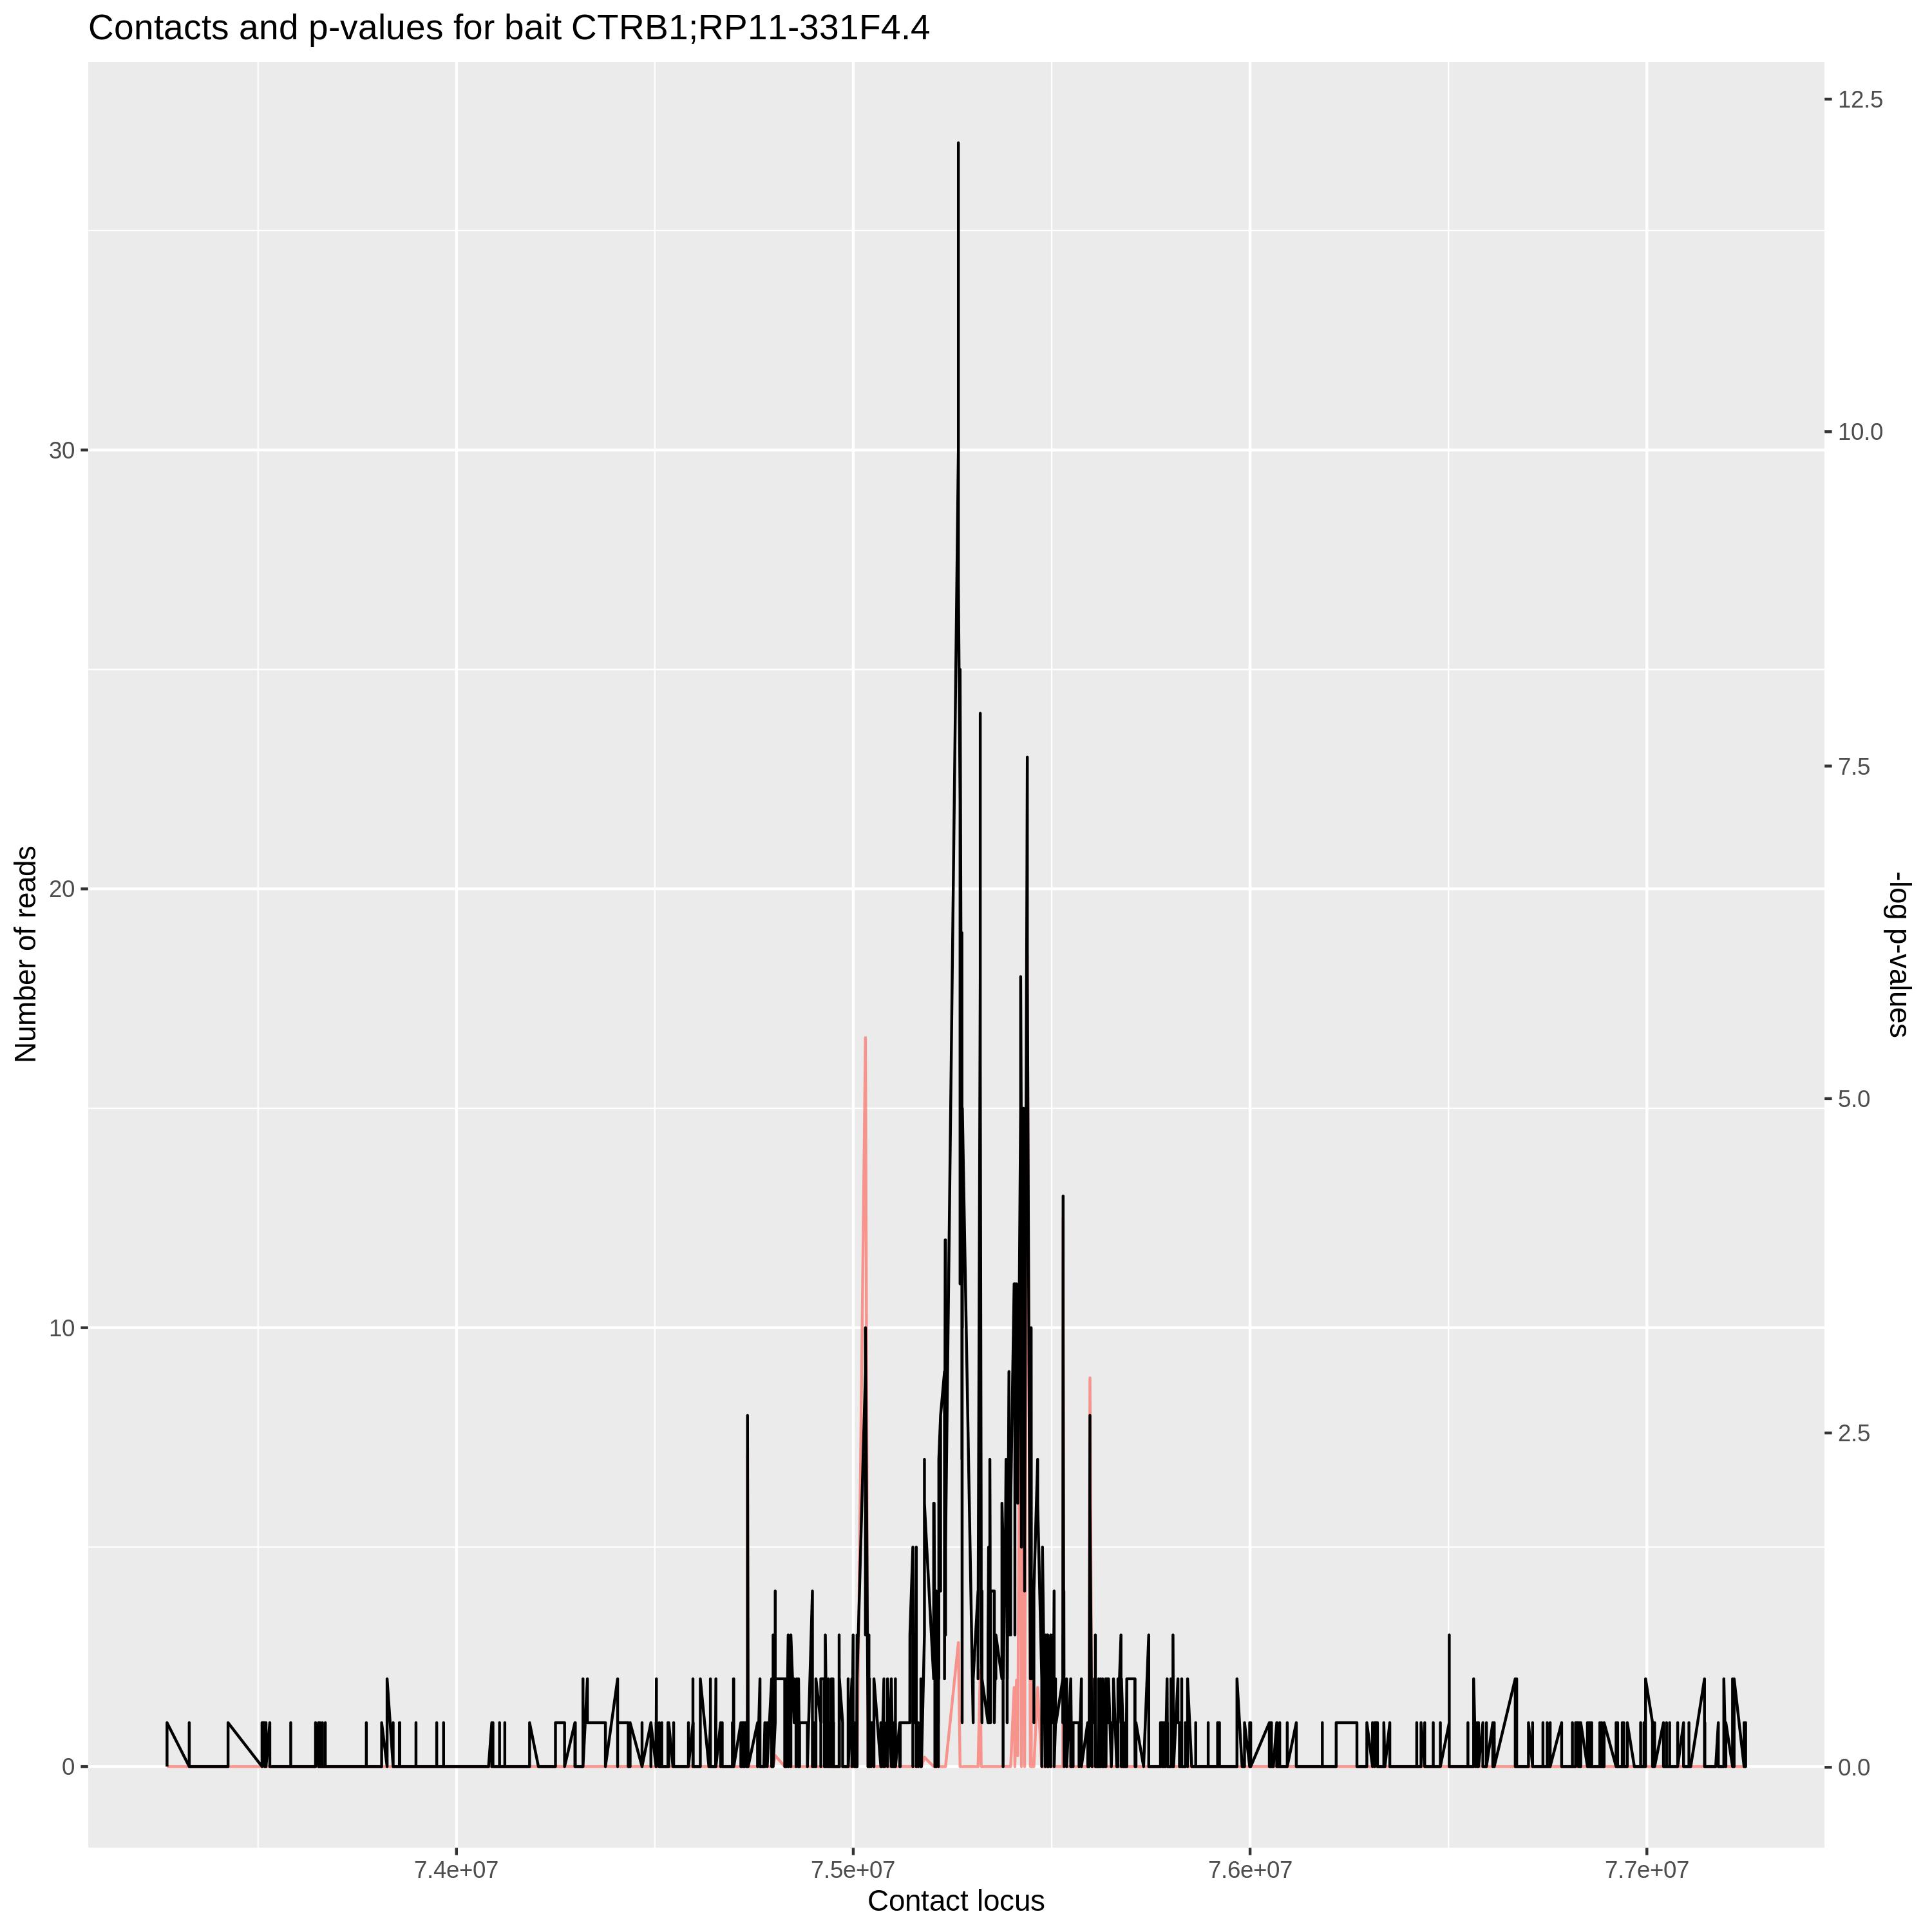 Contacts and p-values for bait CTRB1;RP11-331F4.4
Number of reads
30
20
10
0
12.5
10.0
7.5
5.0
2.5
0.0
-log p-values
7.4e+07 7.5e+07 7.6e+07 7.7e+07
Contact locus